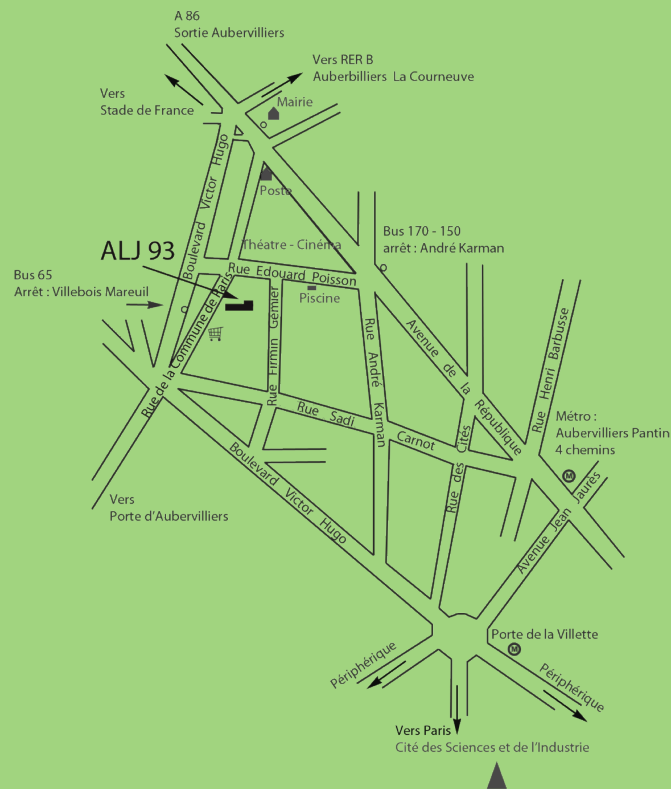 A 86
Sortie Aubervilliers
Vers RER B
Auberbilliers La Courneuve
Vers
Stade de France
Mairie
Boulevard Victor Hugo
Poste
Bus 170 - 150
arrêt : André Karman
Théatre - Cinéma
ALJ 93
Rue Edouard Poisson
Bus 65
Arrêt : Villebois Mareuil
Piscine
Rue de la Commune de Paris
Rue Firmin Gémier
Rue André Karman
Avenue de la République
Rue Henri Barbusse
Rue Sadi Carnot
Rue des Cités
Métro :
Aubervilliers Pantin
4 chemins
M
Boulevard Victor Hugo
Vers
Porte d'Aubervilliers
Avenue Jean Jaurès
Porte de la Villette
M
Périphérique
Périphérique
Vers Paris
Cité des Sciences et de l'Industrie